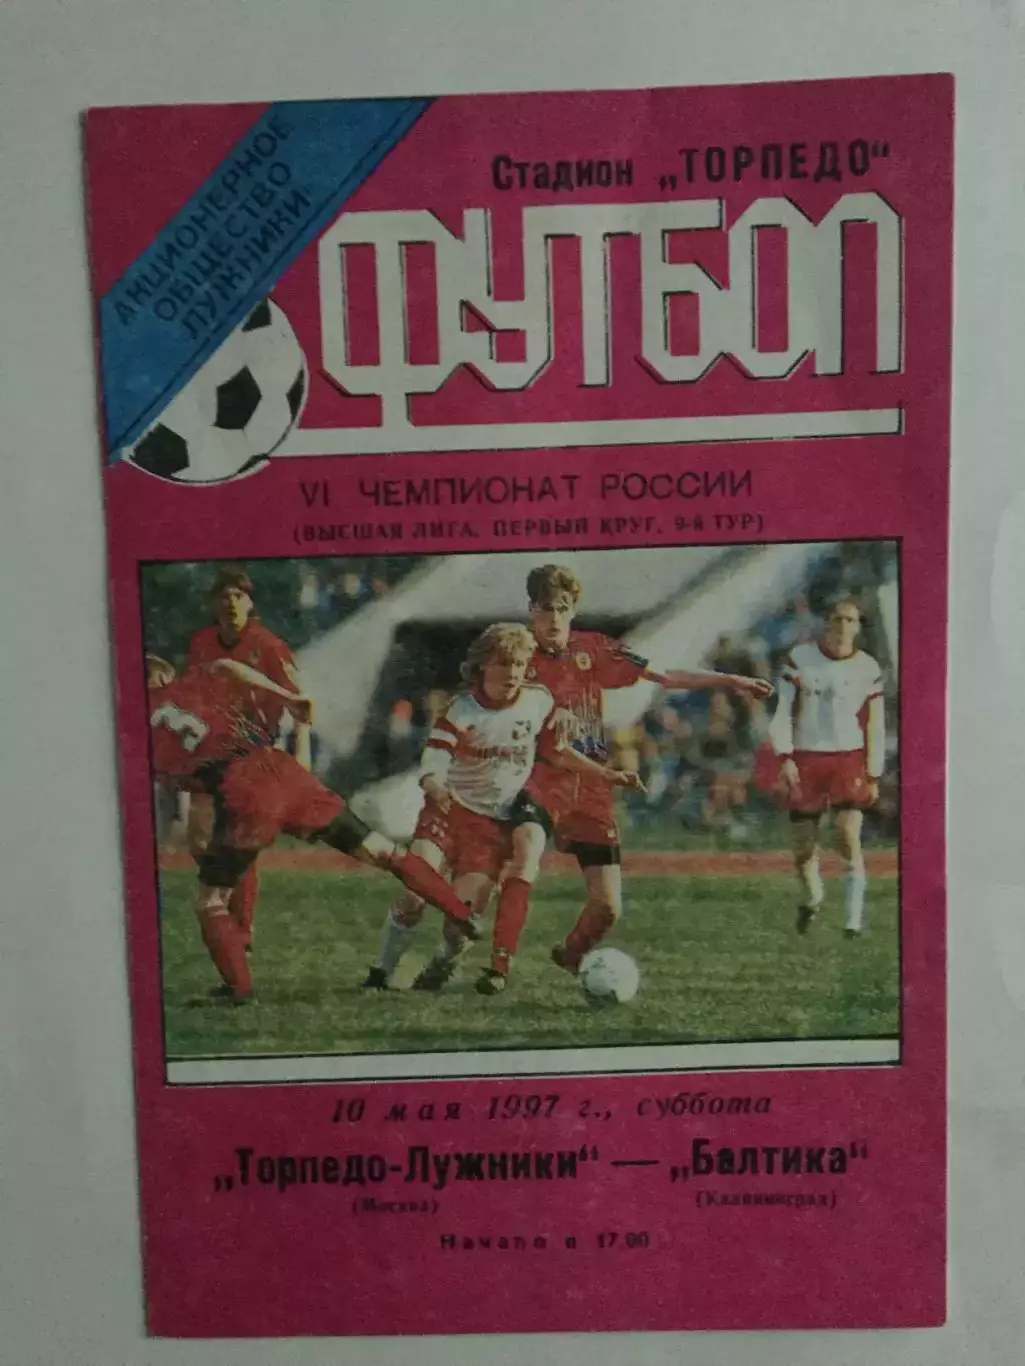 АКЦИОНЕРНОЕ
ОБЩЕСТВО
ЛУЖНИКИ
Стадион „ТОРПЕДО“
ФУТБОЛ
VI ЧЕМПИОНАТ РОССИИ
(ВЫСШАЯ ЛИГА, ПЕРВЫЙ КРУГ, 9-й ТУР)
10 мая 1997 г., суббота
„Торпедо-Лужники“ — „Балтика“
(Москва) (Калининград)
Начало в 17.00